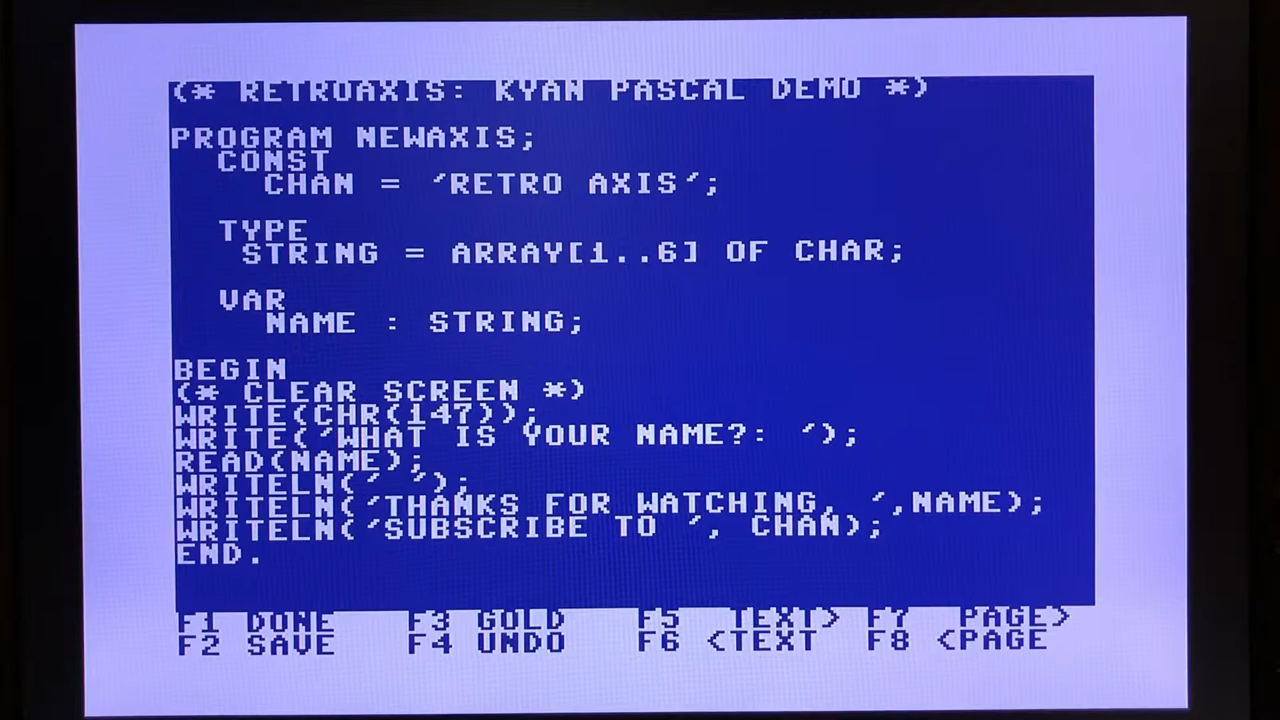 (* RETROAXIS: KYAN PASCAL DEMO *)
PROGRAM NEWAXIS;
CONST
CHAN = 'RETRO AXIS';
TYPE
STRING = ARRAY[1..6] OF CHAR;
VAR
NAME : STRING;
BEGIN
(* CLEAR SCREEN *)
WRITE(CHR(147));
WRITE('WHAT IS YOUR NAME?: ');
READ(NAME);
WRITELN(' ');
WRITELN('THANKS FOR WATCHING, ',NAME);
WRITELN('SUBSCRIBE TO ', CHAN);
END.
F1 DONE F3 GOLD F5 TEXT> F7 PAGE>
F2 SAVE F4 UNDO F6 <TEXT F8 <PAGE